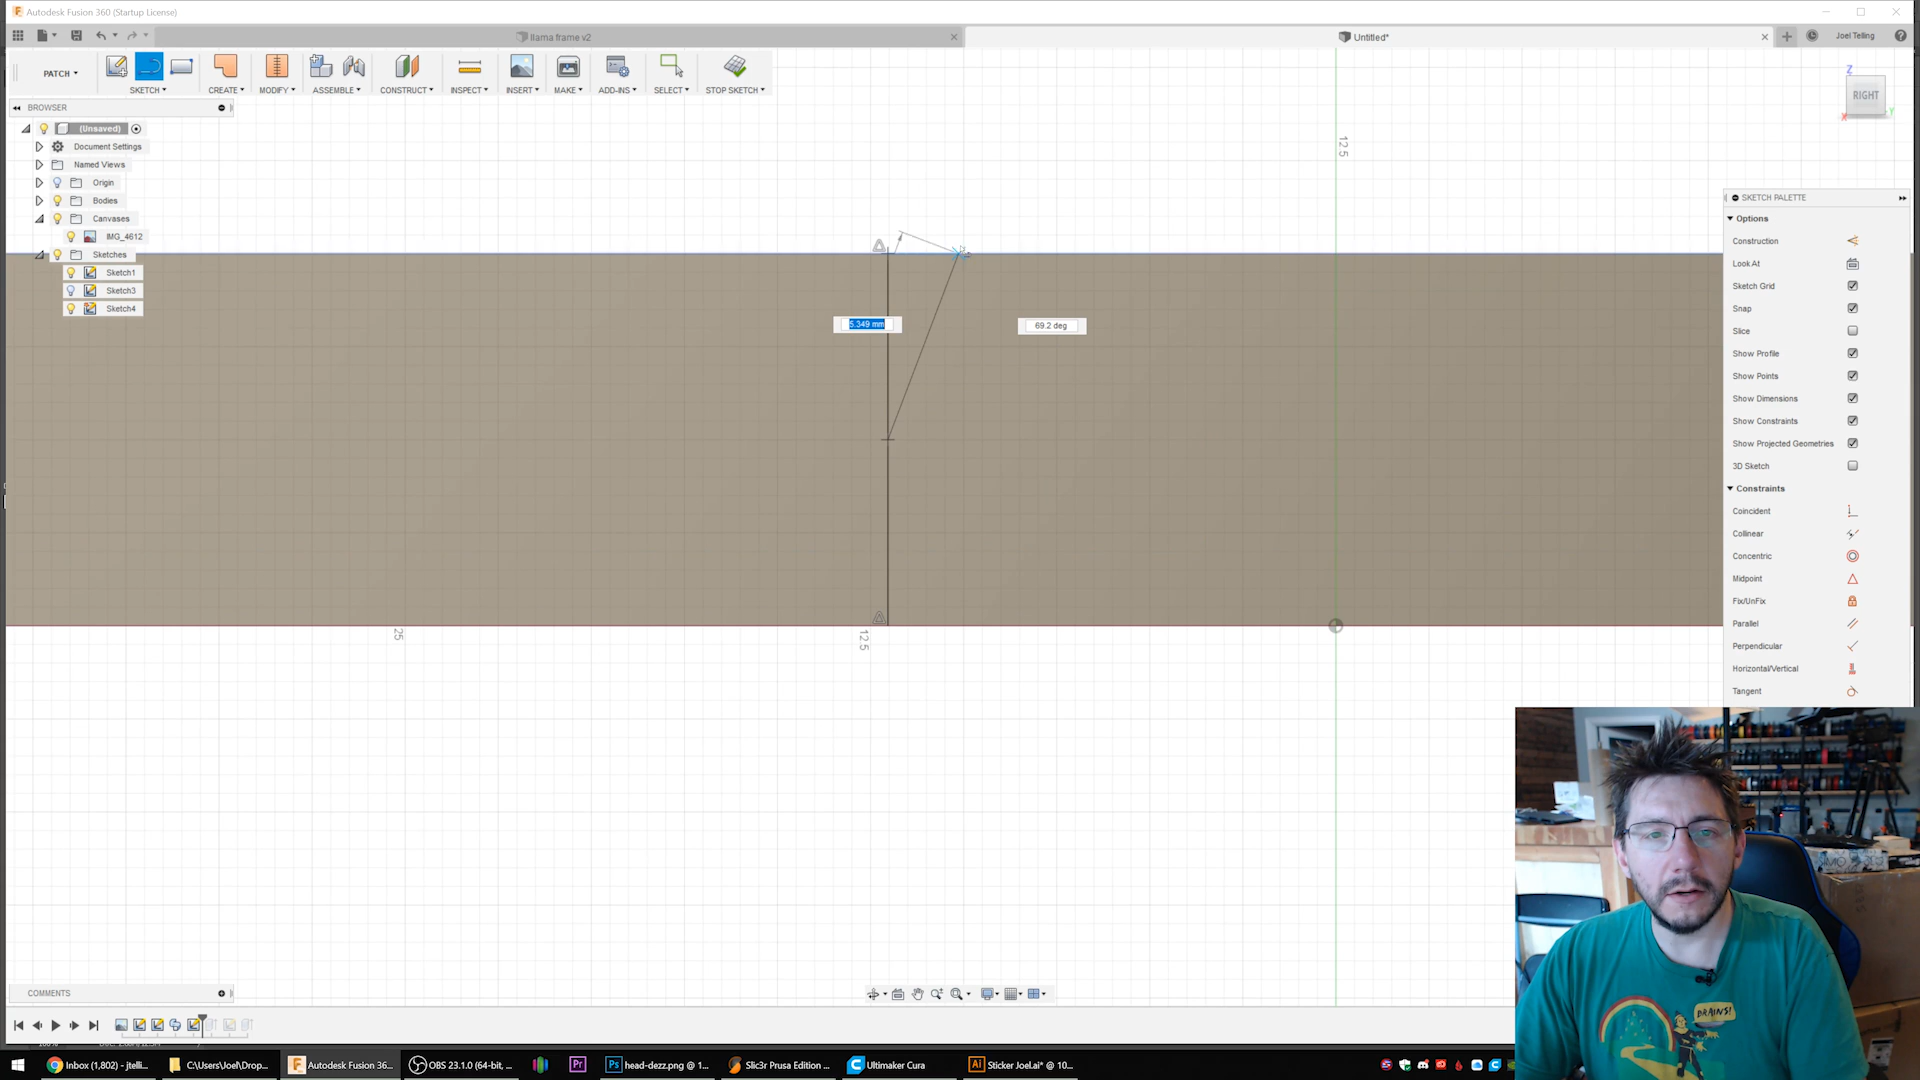 Autodesk Fusion 360 (Startup License)
llama frame v2
Untitled*
Joel Telling
PATCH
SKETCH
CREATE
MODIFY
ASSEMBLE
CONSTRUCT
INSPECT
INSERT
MAKE
ADD-INS
SELECT
STOP SKETCH
BROWSER
(Unsaved)
Document Settings
Named Views
Origin
Bodies
Canvases
IMG_4612
Sketches
Sketch1
Sketch3
Sketch4
Z
RIGHT
X
Y
12.5
5.349 mm
69.2 deg
25
12.5
SKETCH PALETTE
Options
Construction
Look At
Sketch Grid
Snap
Slice
Show Profile
Show Points
Show Dimensions
Show Constraints
Show Projected Geometries
3D Sketch
Constraints
Coincident
Collinear
Concentric
Midpoint
Fix/UnFix
Parallel
Perpendicular
Horizontal/Vertical
Tangent
BRAINS!
COMMENTS
Inbox (1,802) - jtelli...
C:\Users\Joel\Drop...
Autodesk Fusion 36...
OBS 23.1.0 (64-bit, ...
head-dezz.png @ 1...
Slic3r Prusa Edition ...
Ultimaker Cura
Sticker Joel.ai* @ 10...